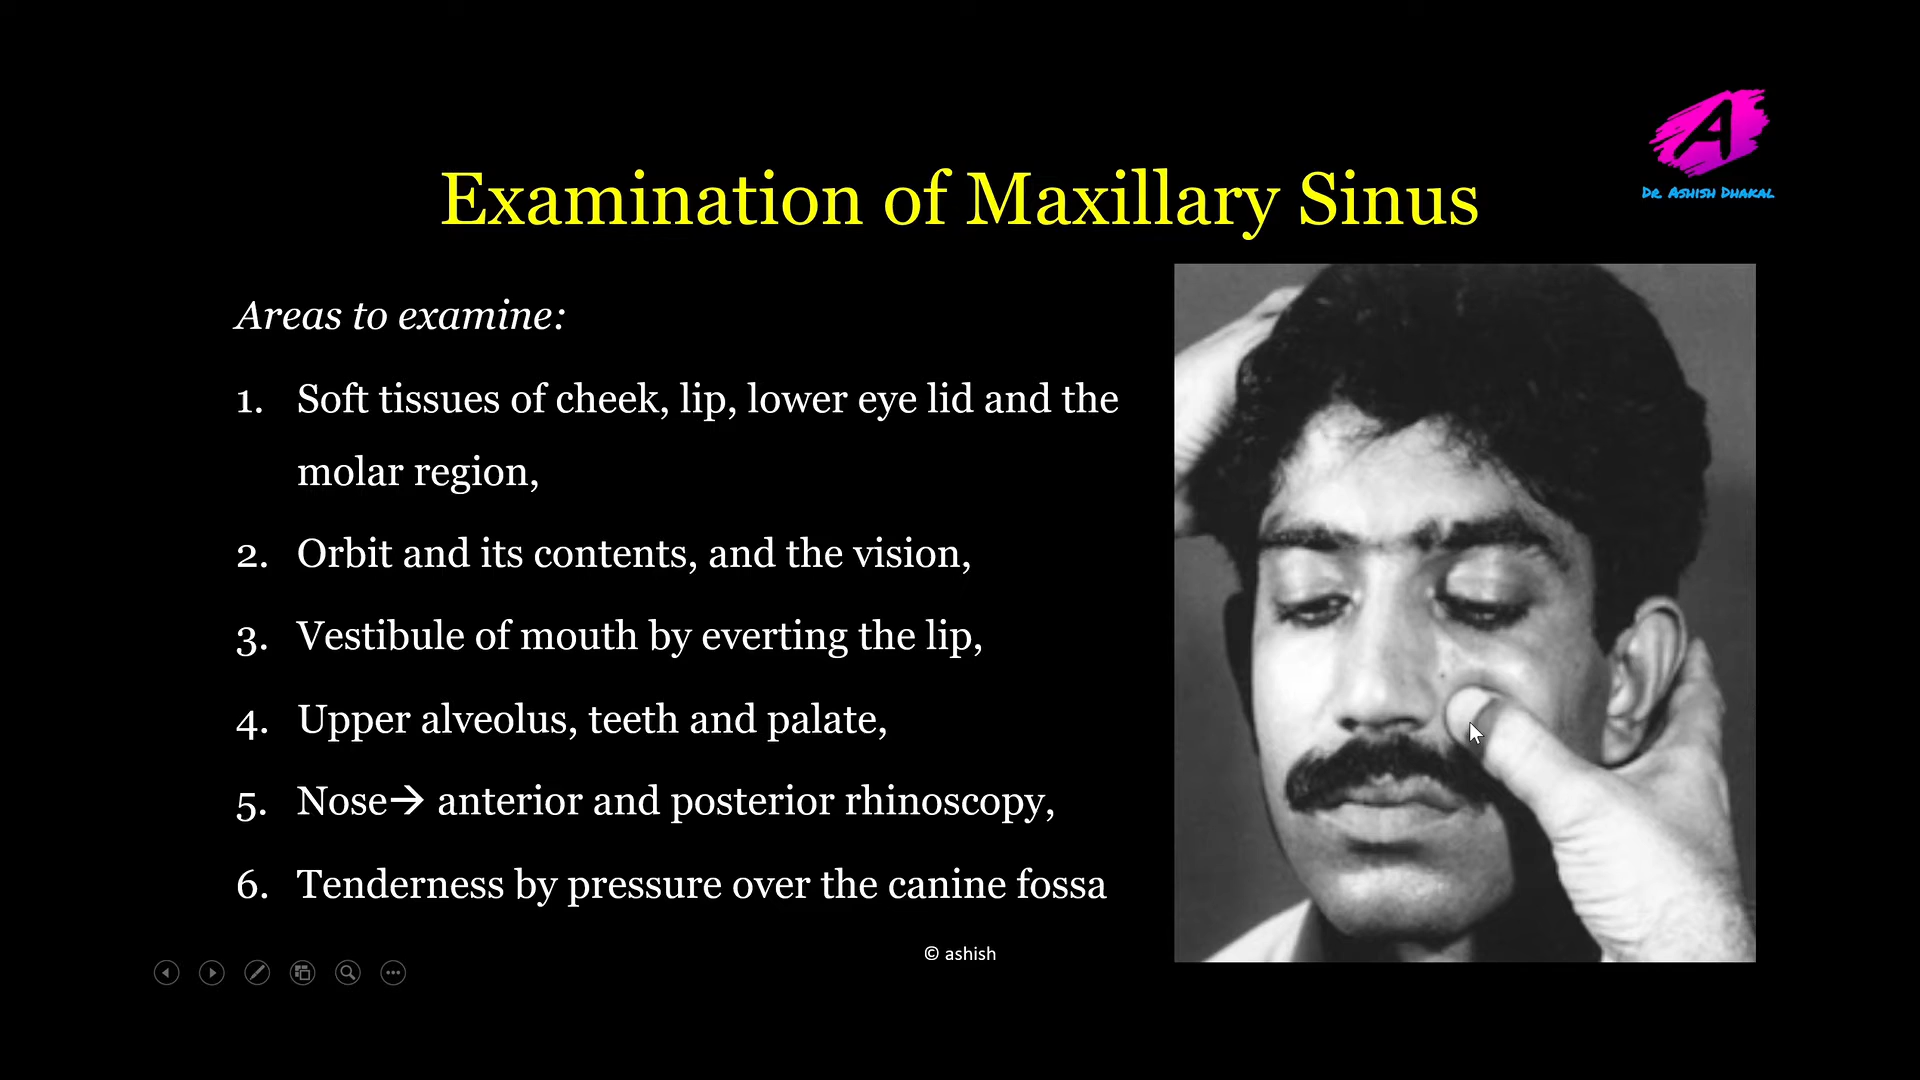 A
Dr. Ashish Dhakal
Examination of Maxillary Sinus
Areas to examine:
1. Soft tissues of cheek, lip, lower eye lid and the
molar region,
2. Orbit and its contents, and the vision,
3. Vestibule of mouth by everting the lip,
4. Upper alveolus, teeth and palate,
5. Nose→ anterior and posterior rhinoscopy,
6. Tenderness by pressure over the canine fossa
© ashish